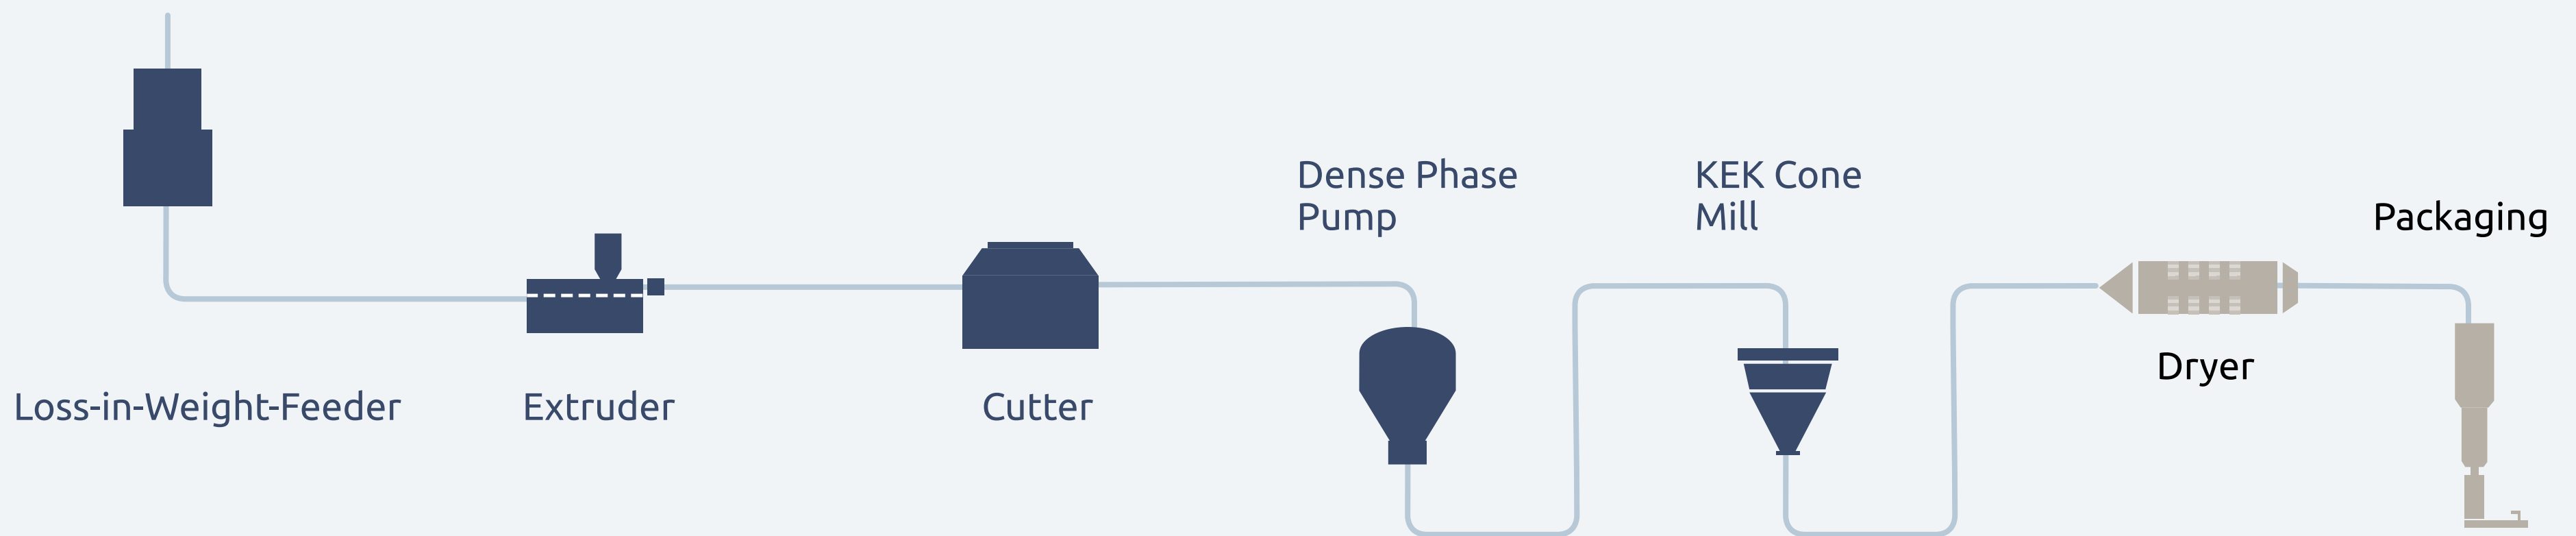 Loss-in-Weight-Feeder
Extruder
Cutter
Dense Phase
Pump
KEK Cone
Mill
Dryer
Packaging